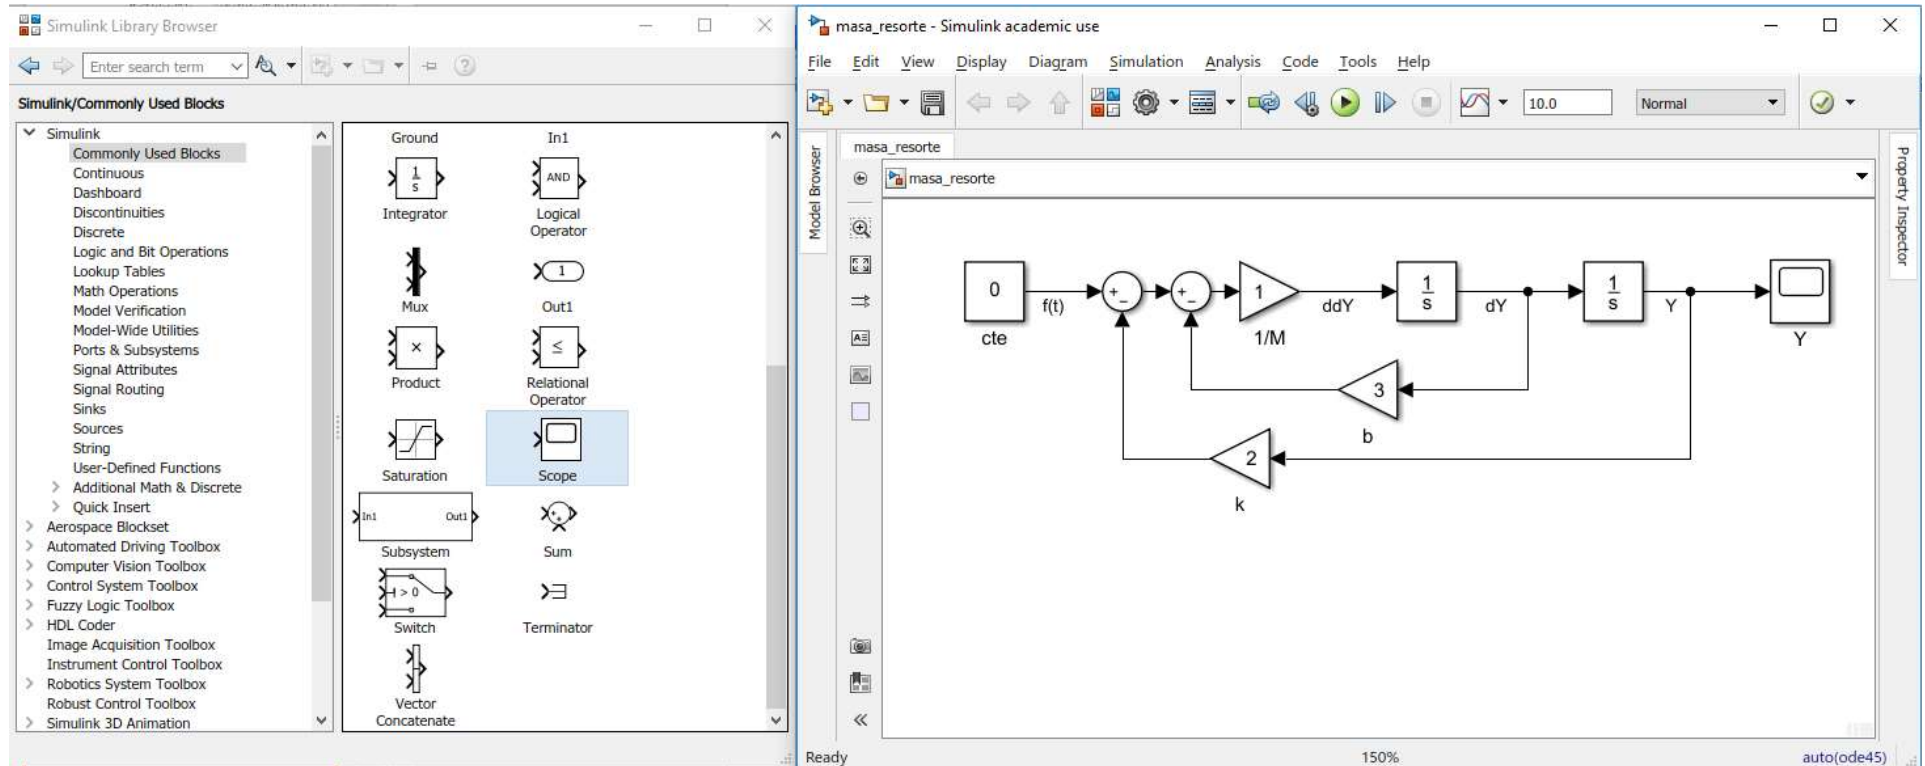 Simulink Library Browser
Enter search term
Simulink/Commonly Used Blocks
Simulink
Commonly Used Blocks
Continuous
Dashboard
Discontinuities
Discrete
Logic and Bit Operations
Lookup Tables
Math Operations
Model Verification
Model-Wide Utilities
Ports & Subsystems
Signal Attributes
Signal Routing
Sinks
Sources
String
User-Defined Functions
Additional Math & Discrete
Quick Insert
Aerospace Blockset
Automated Driving Toolbox
Computer Vision Toolbox
Control System Toolbox
Fuzzy Logic Toolbox
HDL Coder
Image Acquisition Toolbox
Instrument Control Toolbox
Robotics System Toolbox
Robust Control Toolbox
Simulink 3D Animation
Ground In1
1
s
AND
Integrator Logical
Operator
1
Mux Out1
× ≤
Product Relational
Operator
Saturation Scope
In1 Out1
Subsystem Sum
> 0
Switch Terminator
Vector
Concatenate
masa_resorte - Simulink academic use
File Edit View Display Diagram Simulation Analysis Code Tools Help
10.0 Normal
Model Browser
masa_resorte
masa_resorte
Property Inspector
0 f(t) + − + − 1 ddY 1/s dY 1/s Y
cte 1/M Y
3
b
2
k
Ready 150% auto(ode45)